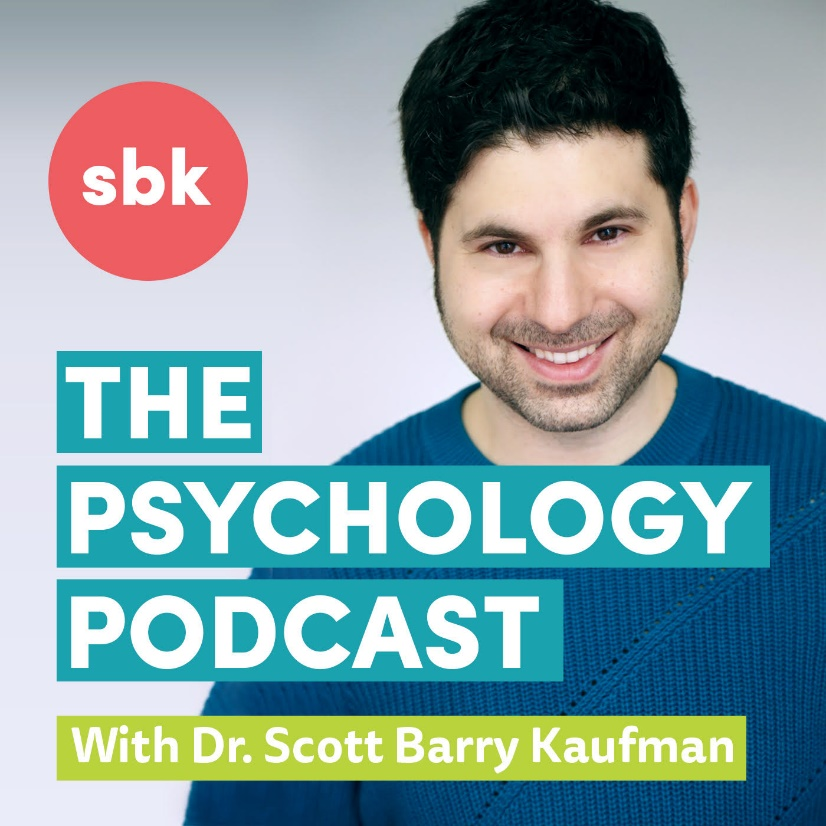 sbk
THE
PSYCHOLOGY
PODCAST
With Dr. Scott Barry Kaufman